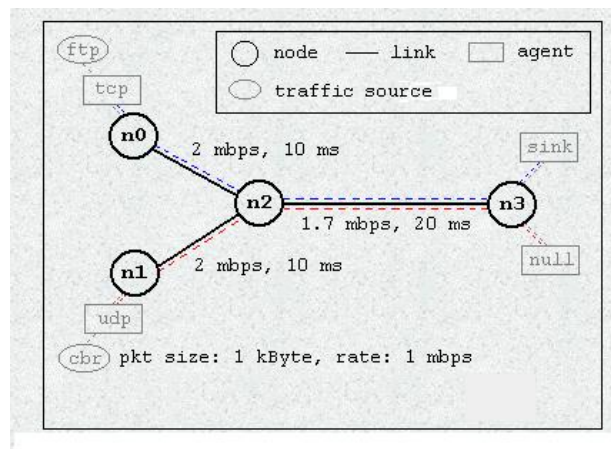 ftp
node
link
agent
traffic source
tcp
n0
2 mbps, 10 ms
sink
n2
n3
1.7 mbps, 20 ms
n1
2 mbps, 10 ms
null
udp
cbr
pkt size: 1 kByte, rate: 1 mbps